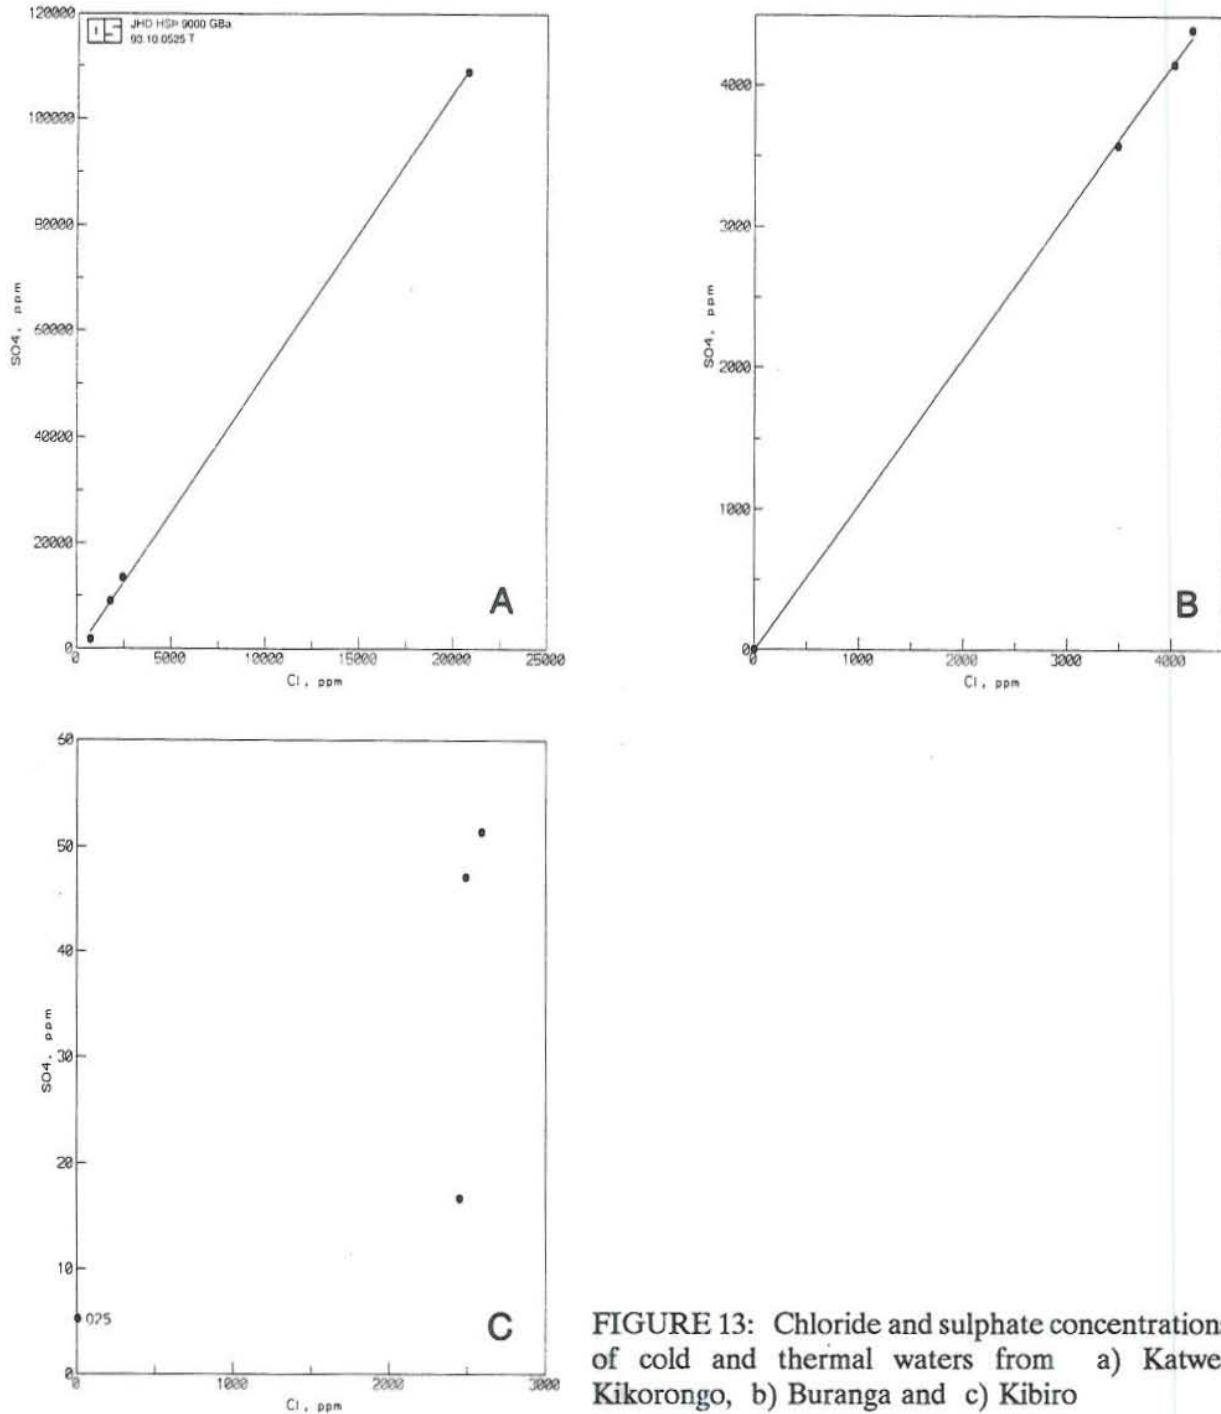 120000
JHD HSP 9000 GBa
93.10.0525 T
100000
80000
60000
40000
20000
0
SO4, ppm
0 5000 10000 15000 20000 25000
Cl, ppm
A
4000
3000
2000
1000
0
SO4, ppm
0 1000 2000 3000 4000
Cl, ppm
B
60
50
40
30
20
10
0
SO4, ppm
025
0 1000 2000 3000
Cl, ppm
C
FIGURE 13: Chloride and sulphate concentration
of cold and thermal waters from a) Katwe
Kikorongo, b) Buranga and c) Kibiro